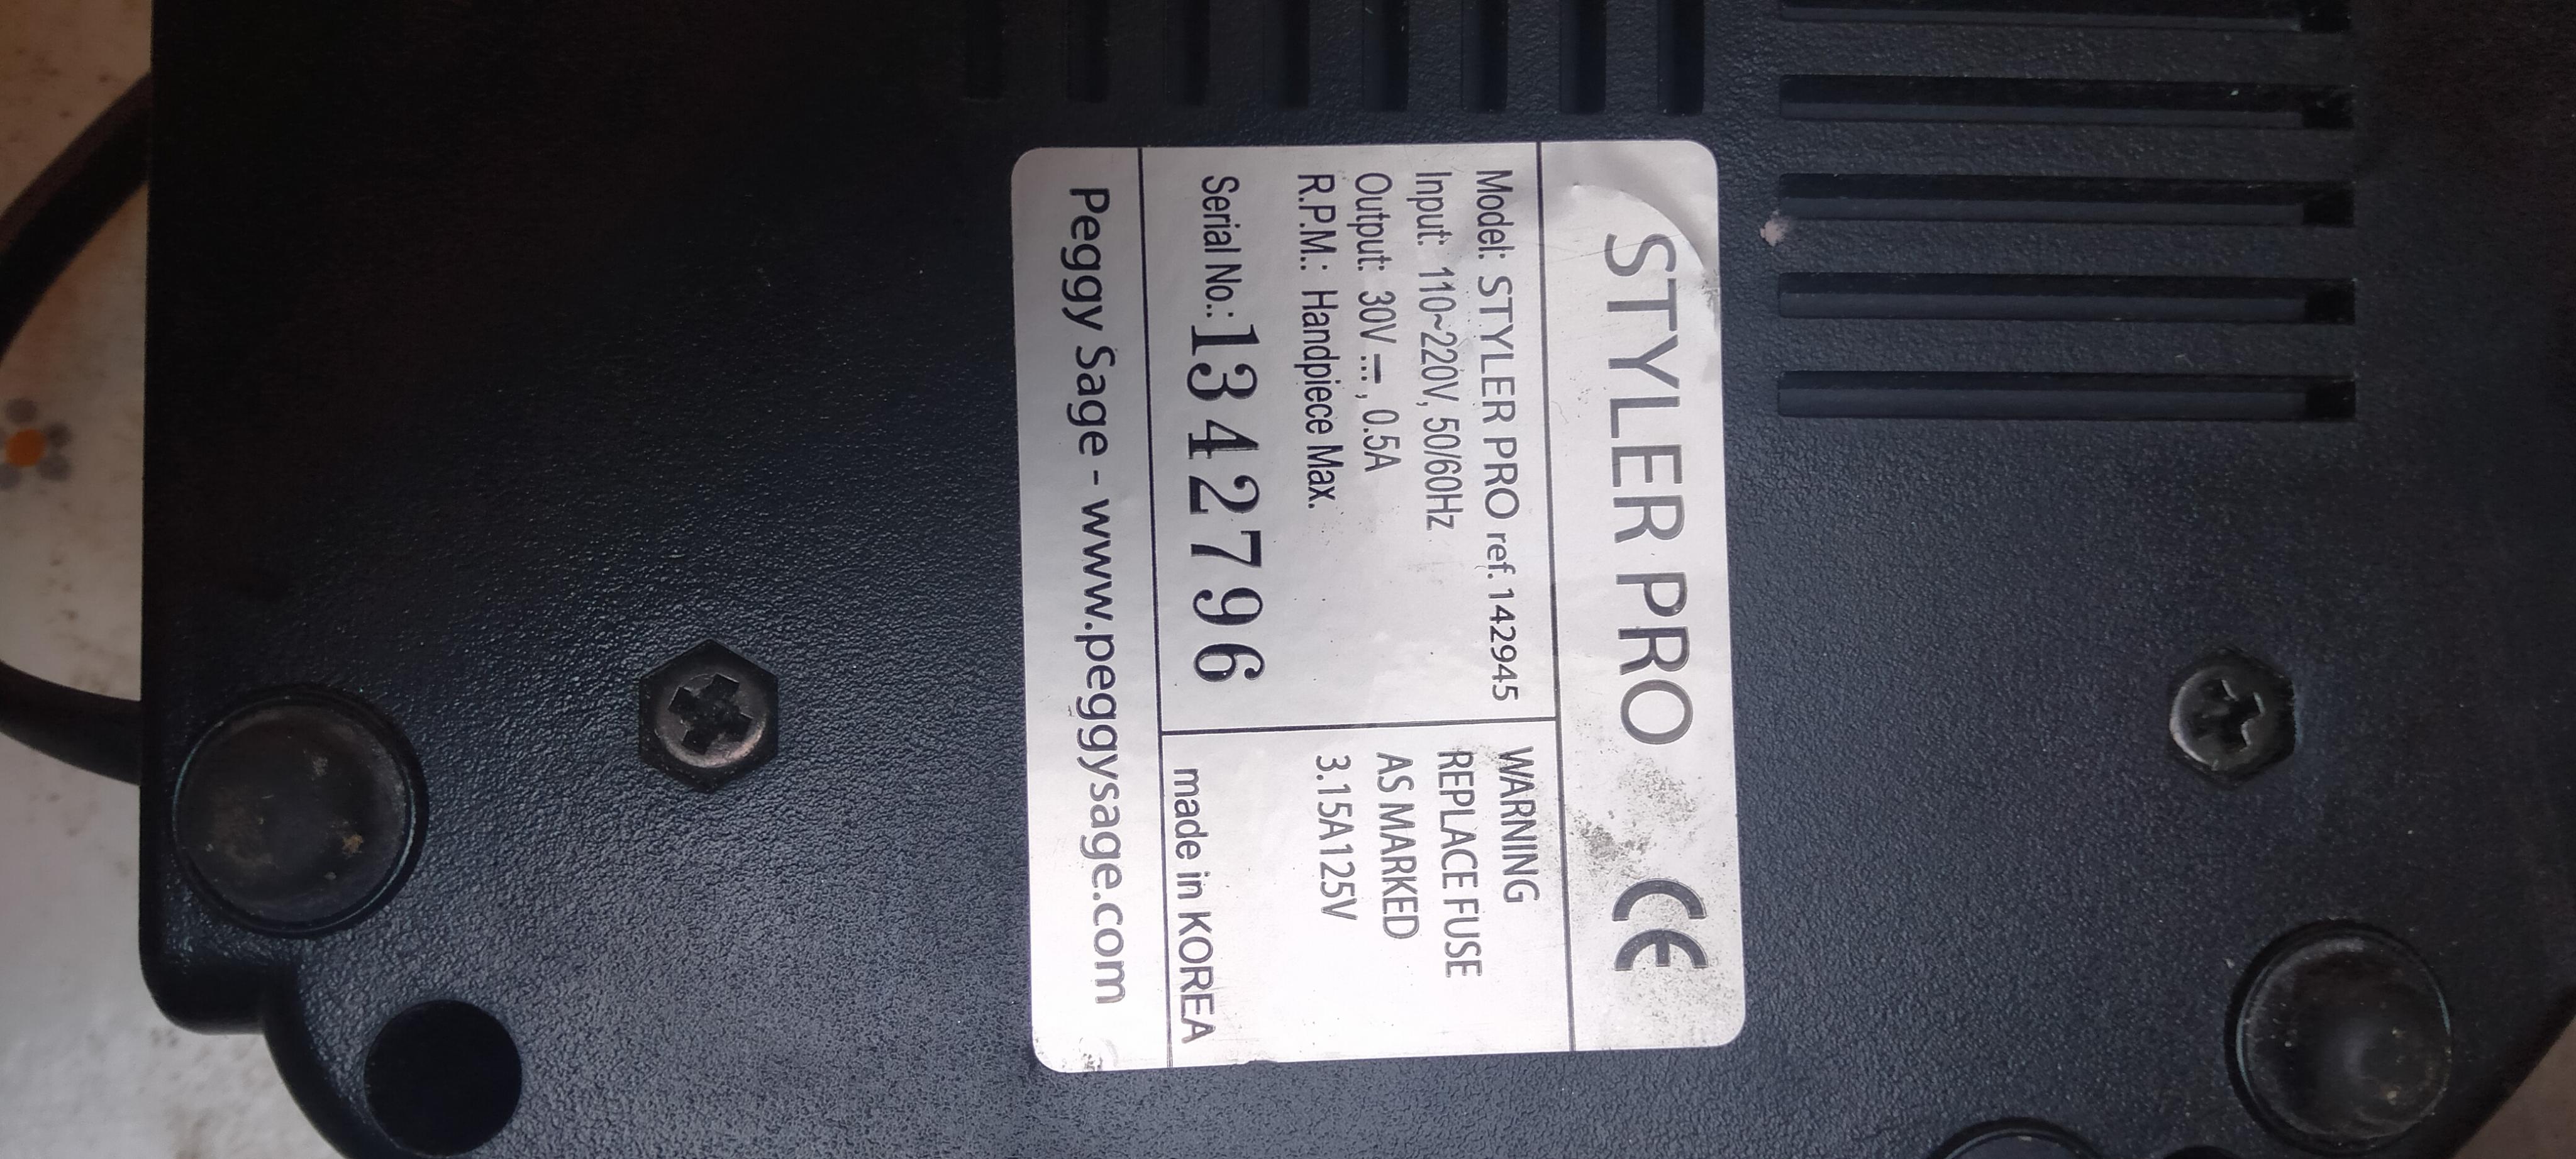 STYLER PRO CE
Model: STYLER PRO ref. 142945
Input: 110~220V, 50/60Hz
Output: 30V ⎓, 0.5A
R.P.M.: Handpiece Max.
Serial No.: 13427796
WARNING
REPLACE FUSE
AS MARKED
3.15A125V
made in KOREA
Peggy Sage - www.peggysage.com